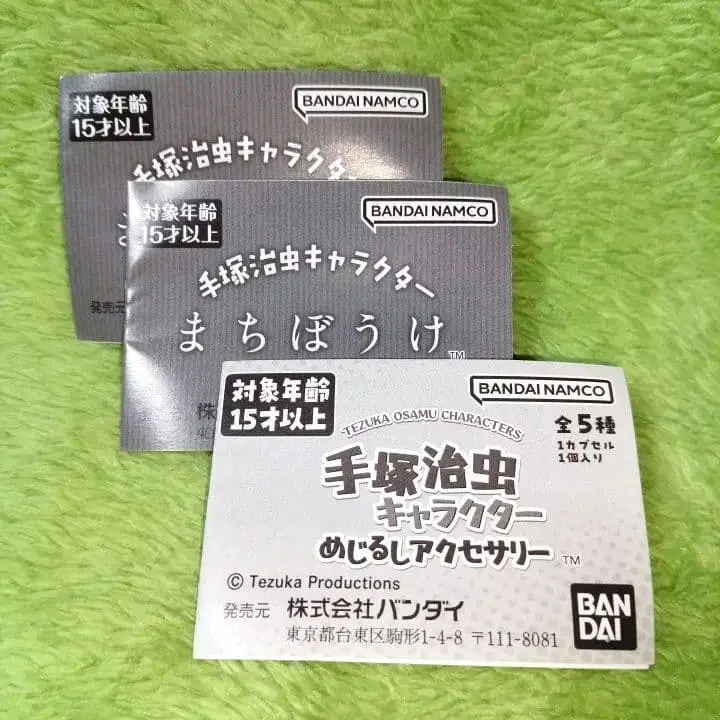 対象年齢
15才以上
BANDAI NAMCO
手塚治虫キャラクター
発売元
対象年齢
15才以上
BANDAI NAMCO
手塚治虫キャラクター
まちぼうけ
TM
対象年齢
15才以上
BANDAI NAMCO
TEZUKA OSAMU CHARACTERS
全5種
1カプセル
1個入り
手塚治虫
キャラクター
めじるしアクセサリー TM
© Tezuka Productions
発売元 株式会社バンダイ
東京都台東区駒形1-4-8 〒111-8081
BAN
DAI